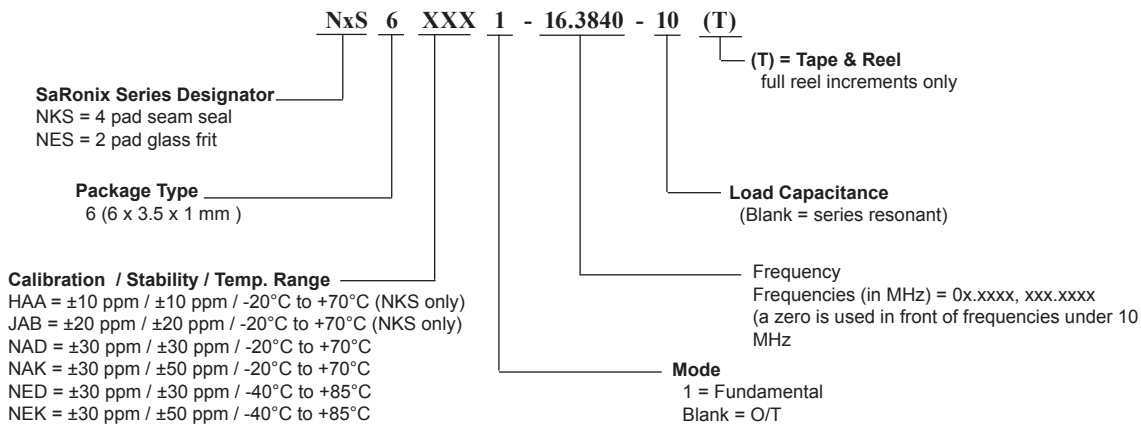 NxS 6 XXX 1 - 16.3840 - 10 (T)
(T) = Tape & Reel
full reel increments only
SaRonix Series Designator
NKS = 4 pad seam seal
NES = 2 pad glass frit
Package Type
6 (6 x 3.5 x 1 mm )
Load Capacitance
(Blank = series resonant)
Calibration / Stability / Temp. Range
HAA = ±10 ppm / ±10 ppm / -20°C to +70°C (NKS only)
JAB = ±20 ppm / ±20 ppm / -20°C to +70°C (NKS only)
NAD = ±30 ppm / ±30 ppm / -20°C to +70°C
NAK = ±30 ppm / ±50 ppm / -20°C to +70°C
NED = ±30 ppm / ±30 ppm / -40°C to +85°C
NEK = ±30 ppm / ±50 ppm / -40°C to +85°C
Frequency
Frequencies (in MHz) = 0x.xxxx, xxx.xxxx
(a zero is used in front of frequencies under 10
MHz
Mode
1 = Fundamental
Blank = O/T